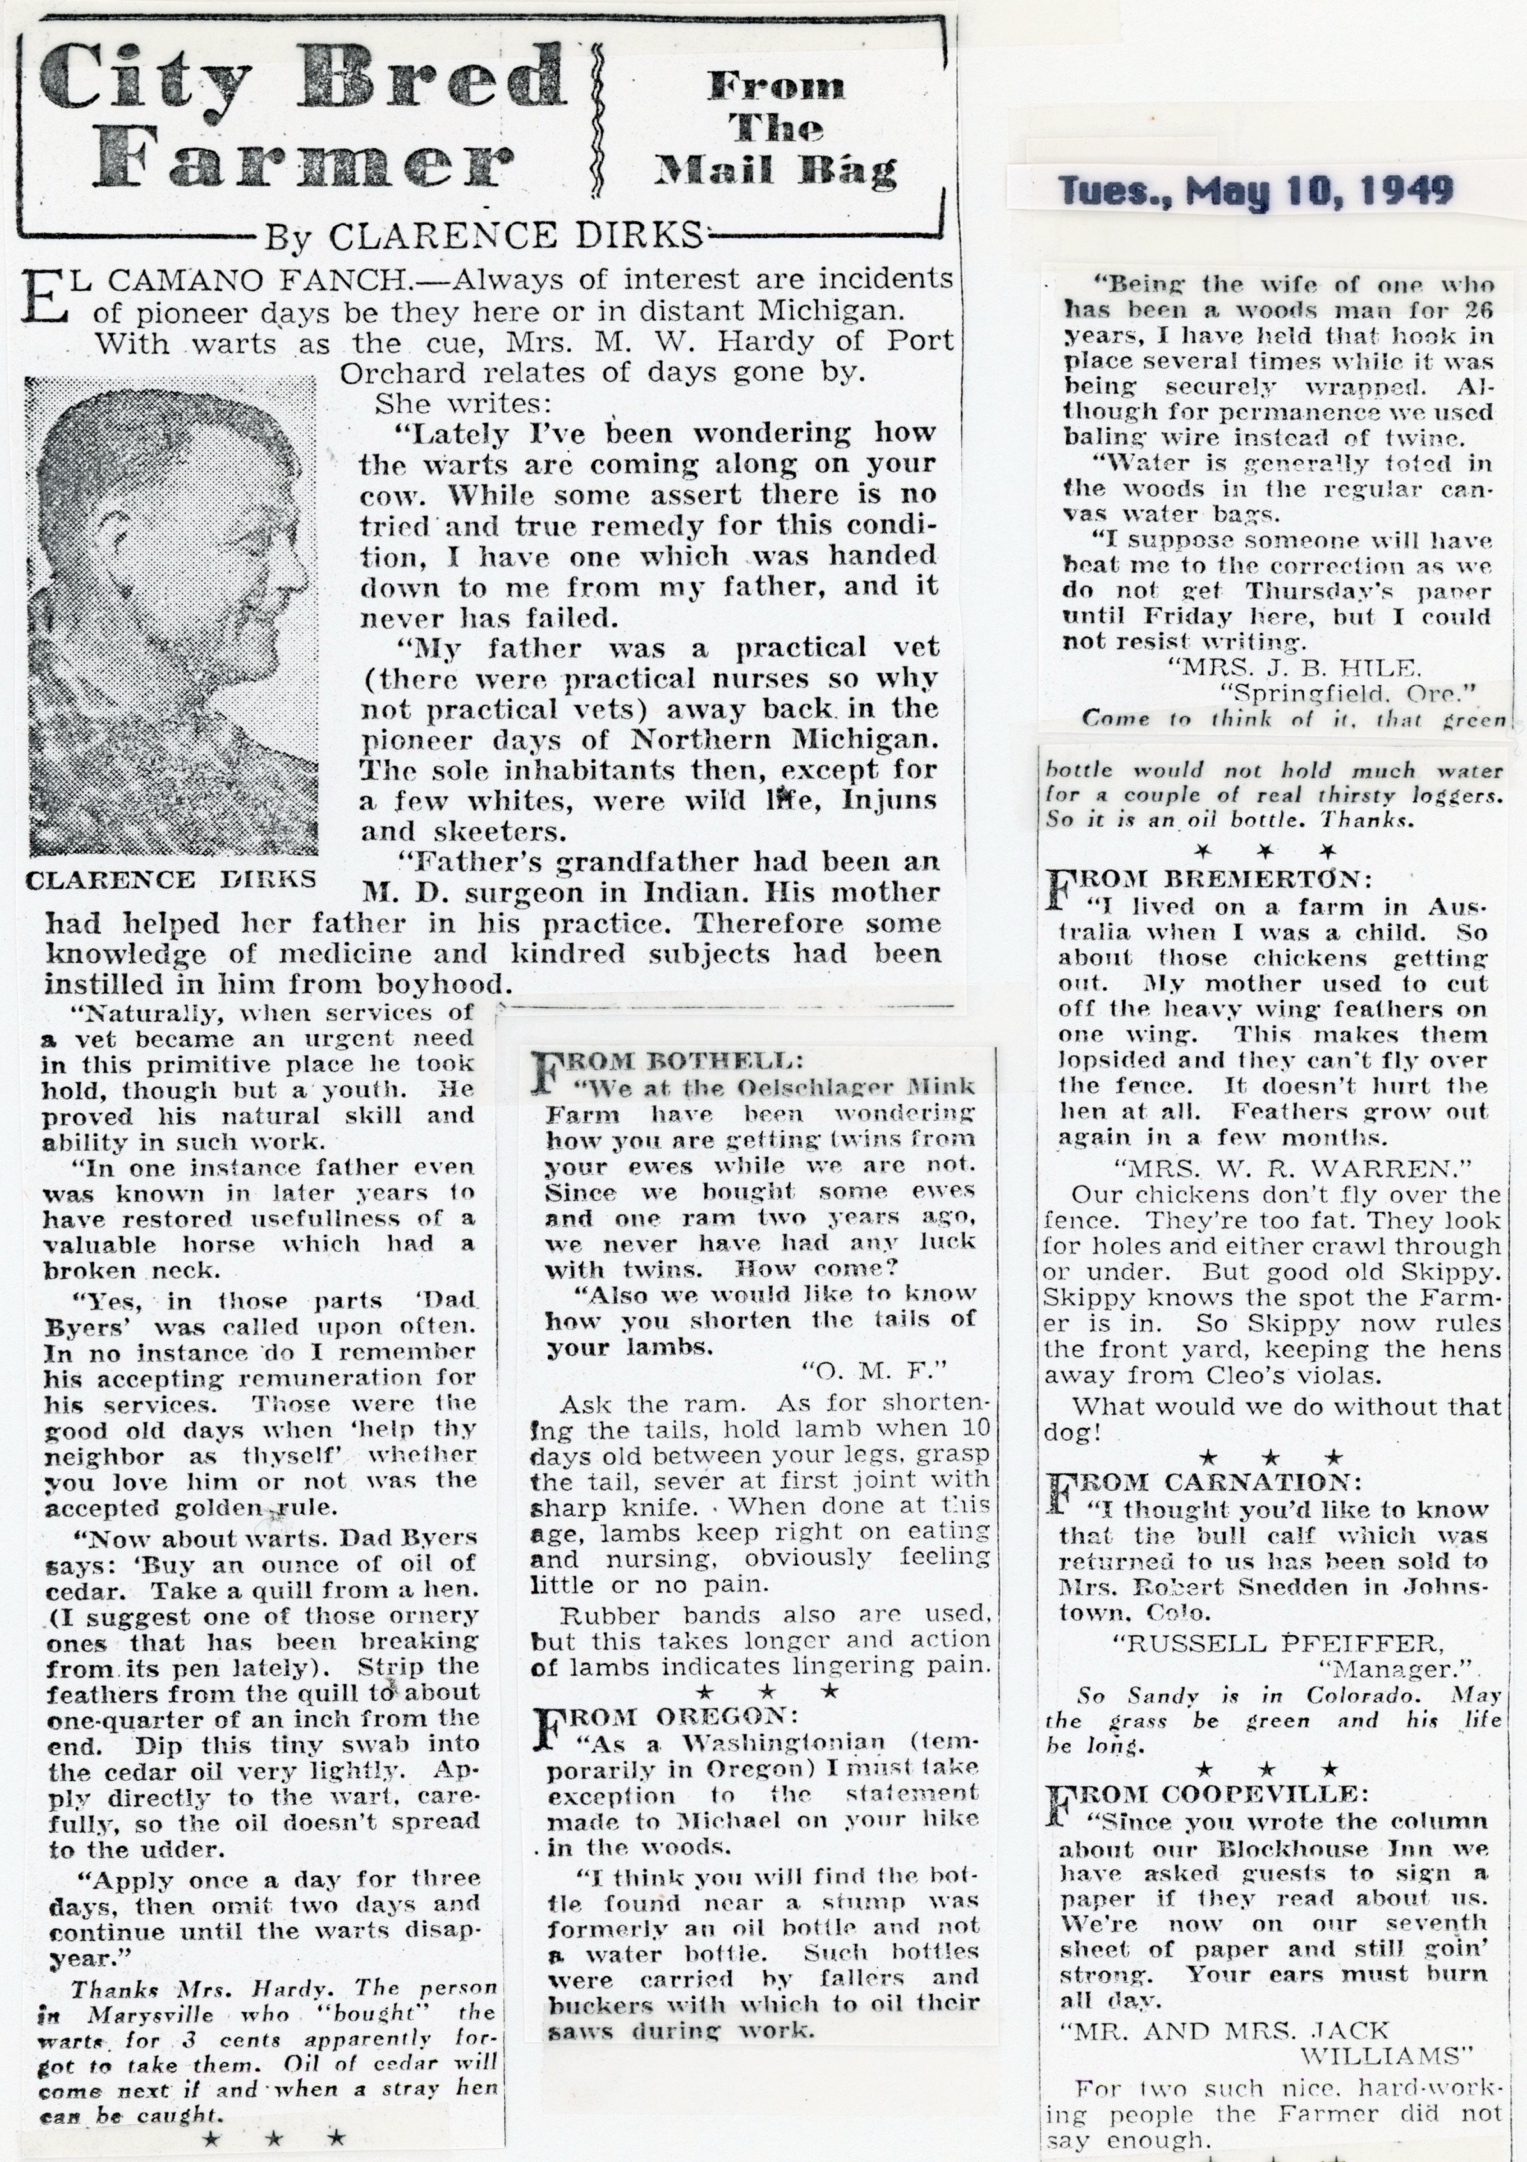 City Bred
Farmer
From
The
Mail Bag
By CLARENCE DIRKS
Tues., May 10, 1949
EL CAMANO FANCH.—Always of interest are incidents
of pioneer days be they here or in distant Michigan.
With warts as the cue, Mrs. M. W. Hardy of Port
Orchard relates of days gone by.
She writes:
"Lately I've been wondering how
the warts are coming along on your
cow. While some assert there is no
tried and true remedy for this condi-
tion, I have one which was handed
down to me from my father, and it
never has failed.
"My father was a practical vet
(there were practical nurses so why
not practical vets) away back in the
pioneer days of Northern Michigan.
The sole inhabitants then, except for
a few whites, were wild life, Injuns
and skeeters.
"Father's grandfather had been an
M. D. surgeon in Indian. His mother
CLARENCE DIRKS
had helped her father in his practice. Therefore some
knowledge of medicine and kindred subjects had been
instilled in him from boyhood.
"Naturally, when services of
a vet became an urgent need
in this primitive place he took
hold, though but a youth. He
proved his natural skill and
ability in such work.
"In one instance father even
was known in later years to
have restored usefullness of a
valuable horse which had a
broken neck.
"Yes, in those parts 'Dad
Byers' was called upon often.
In no instance do I remember
his accepting remuneration for
his services. Those were the
good old days when 'help thy
neighbor as thyself' whether
you love him or not was the
accepted golden rule.
"Now about warts. Dad Byers
says: 'Buy an ounce of oil of
cedar. Take a quill from a hen.
(I suggest one of those ornery
ones that has been breaking
from its pen lately). Strip the
feathers from the quill to about
one-quarter of an inch from the
end. Dip this tiny swab into
the cedar oil very lightly. Ap-
ply directly to the wart, care-
fully, so the oil doesn't spread
to the udder.
"Apply once a day for three
days, then omit two days and
continue until the warts disap-
year."
Thanks Mrs. Hardy. The person
in Marysville who "bought" the
warts for 3 cents apparently for-
got to take them. Oil of cedar will
come next if and when a stray hen
can be caught.
★ ★ ★
FROM BOTHELL:
"We at the Oelschlager Mink
Farm have been wondering
how you are getting twins from
your ewes while we are not.
Since we bought some ewes
and one ram two years ago,
we never have had any luck
with twins. How come?
"Also we would like to know
how you shorten the tails of
your lambs.
"O. M. F."
Ask the ram. As for shorten-
ing the tails, hold lamb when 10
days old between your legs, grasp
the tail, sever at first joint with
sharp knife. When done at this
age, lambs keep right on eating
and nursing, obviously feeling
little or no pain.
Rubber bands also are used,
but this takes longer and action
of lambs indicates lingering pain.
★ ★ ★
FROM OREGON:
"As a Washingtonian (tem-
porarily in Oregon) I must take
exception to the statement
made to Michael on your hike
in the woods.
"I think you will find the bot-
tle found near a stump was
formerly an oil bottle and not
a water bottle. Such bottles
were carried by fallers and
buckers with which to oil their
saws during work.
"Being the wife of one who
has been a woods man for 26
years, I have held that hook in
place several times while it was
being securely wrapped. Al-
though for permanence we used
baling wire instead of twine.
"Water is generally toted in
the woods in the regular can-
vas water bags.
"I suppose someone will have
beat me to the correction as we
do not get Thursday's paper
until Friday here, but I could
not resist writing.
"MRS. J. B. HILE.
"Springfield, Ore."
Come to think of it, that green
bottle would not hold much water
for a couple of real thirsty loggers.
So it is an oil bottle. Thanks.
★ ★ ★
FROM BREMERTON:
"I lived on a farm in Aus-
tralia when I was a child. So
about those chickens getting
out. My mother used to cut
off the heavy wing feathers on
one wing. This makes them
lopsided and they can't fly over
the fence. It doesn't hurt the
hen at all. Feathers grow out
again in a few months.
"MRS. W. R. WARREN."
Our chickens don't fly over the
fence. They're too fat. They look
for holes and either crawl through
or under. But good old Skippy.
Skippy knows the spot the Farm-
er is in. So Skippy now rules
the front yard, keeping the hens
away from Cleo's violas.
What would we do without that
dog!
★ ★ ★
FROM CARNATION:
"I thought you'd like to know
that the bull calf which was
returned to us has been sold to
Mrs. Robert Snedden in Johns-
town, Colo.
"RUSSELL PFEIFFER,
"Manager."
So Sandy is in Colorado. May
the grass be green and his life
be long.
★ ★ ★
FROM COOPEVILLE:
"Since you wrote the column
about our Blockhouse Inn we
have asked guests to sign a
paper if they read about us.
We're now on our seventh
sheet of paper and still goin'
strong. Your ears must burn
all day.
"MR. AND MRS. JACK
WILLIAMS"
For two such nice, hard-work-
ing people the Farmer did not
say enough.